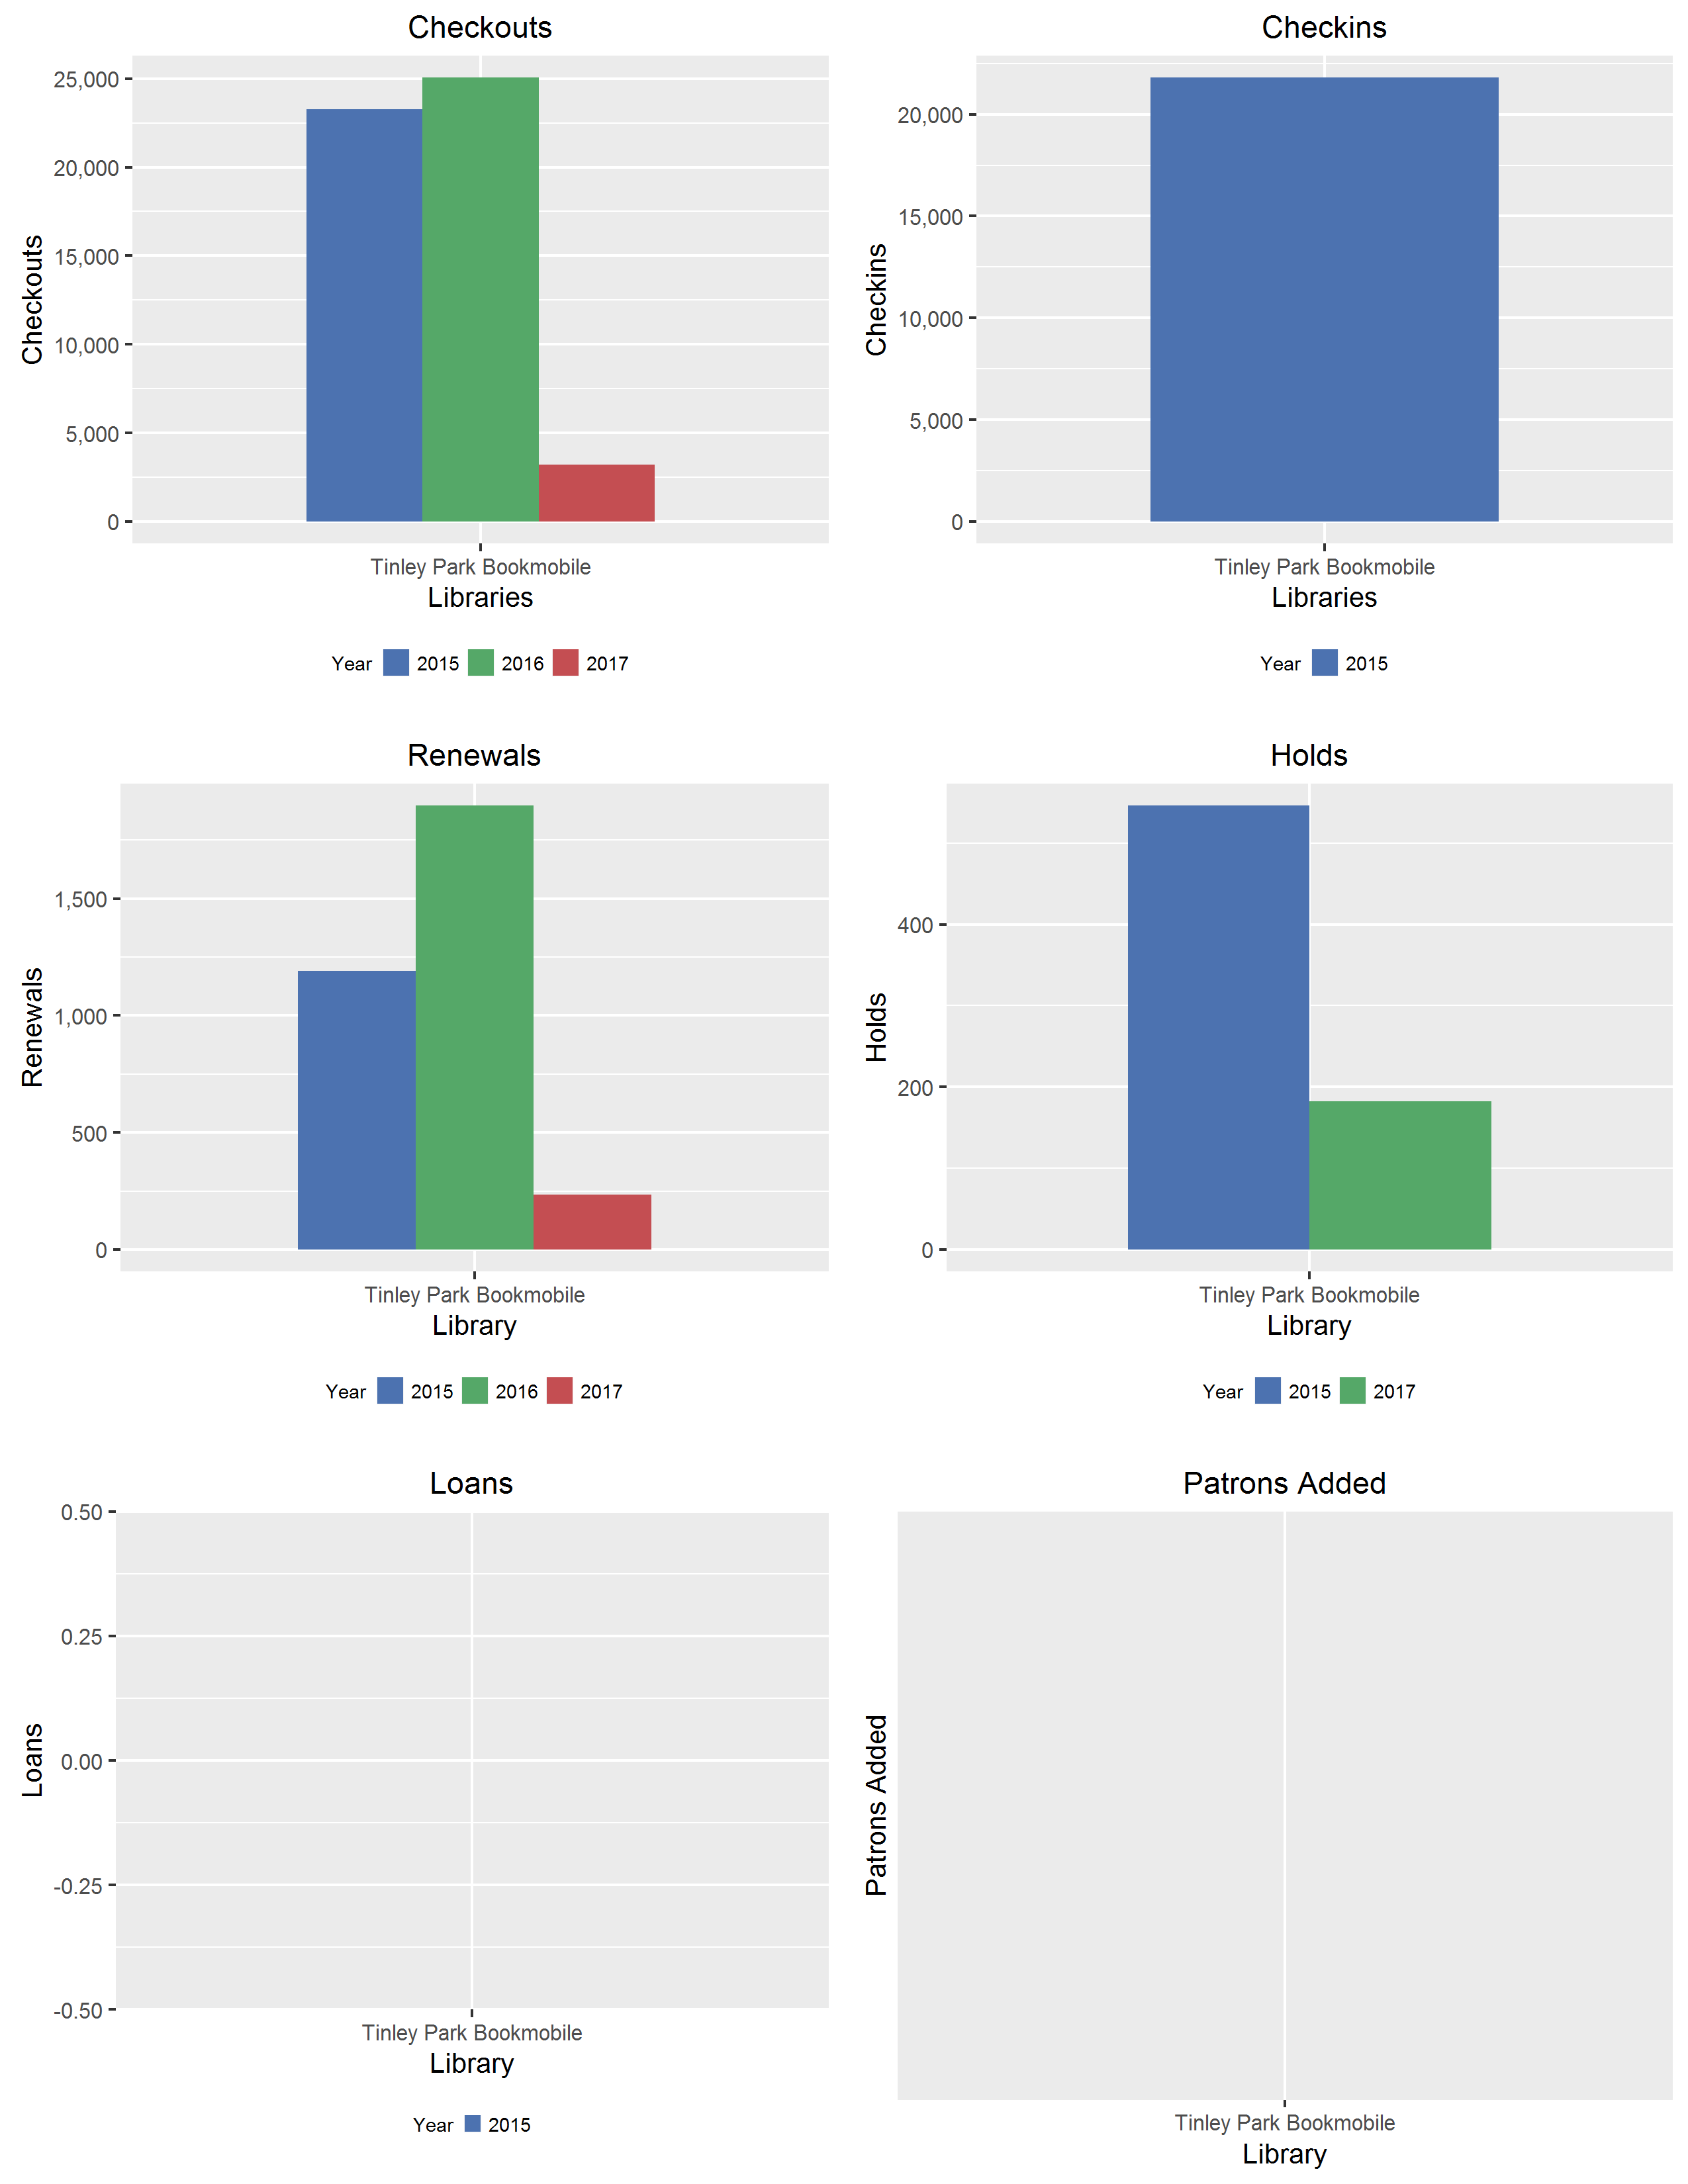 Checkouts
25,000
20,000
15,000
10,000
5,000
0
Checkouts
Tinley Park Bookmobile
Libraries
Year 2015 2016 2017
Checkins
20,000
15,000
10,000
5,000
0
Checkins
Tinley Park Bookmobile
Libraries
Year 2015
Renewals
1,500
1,000
500
0
Renewals
Tinley Park Bookmobile
Library
Year 2015 2016 2017
Holds
400
200
0
Holds
Tinley Park Bookmobile
Library
Year 2015 2017
Loans
0.50
0.25
0.00
-0.25
-0.50
Loans
Tinley Park Bookmobile
Library
Year 2015
Patrons Added
Patrons Added
Tinley Park Bookmobile
Library